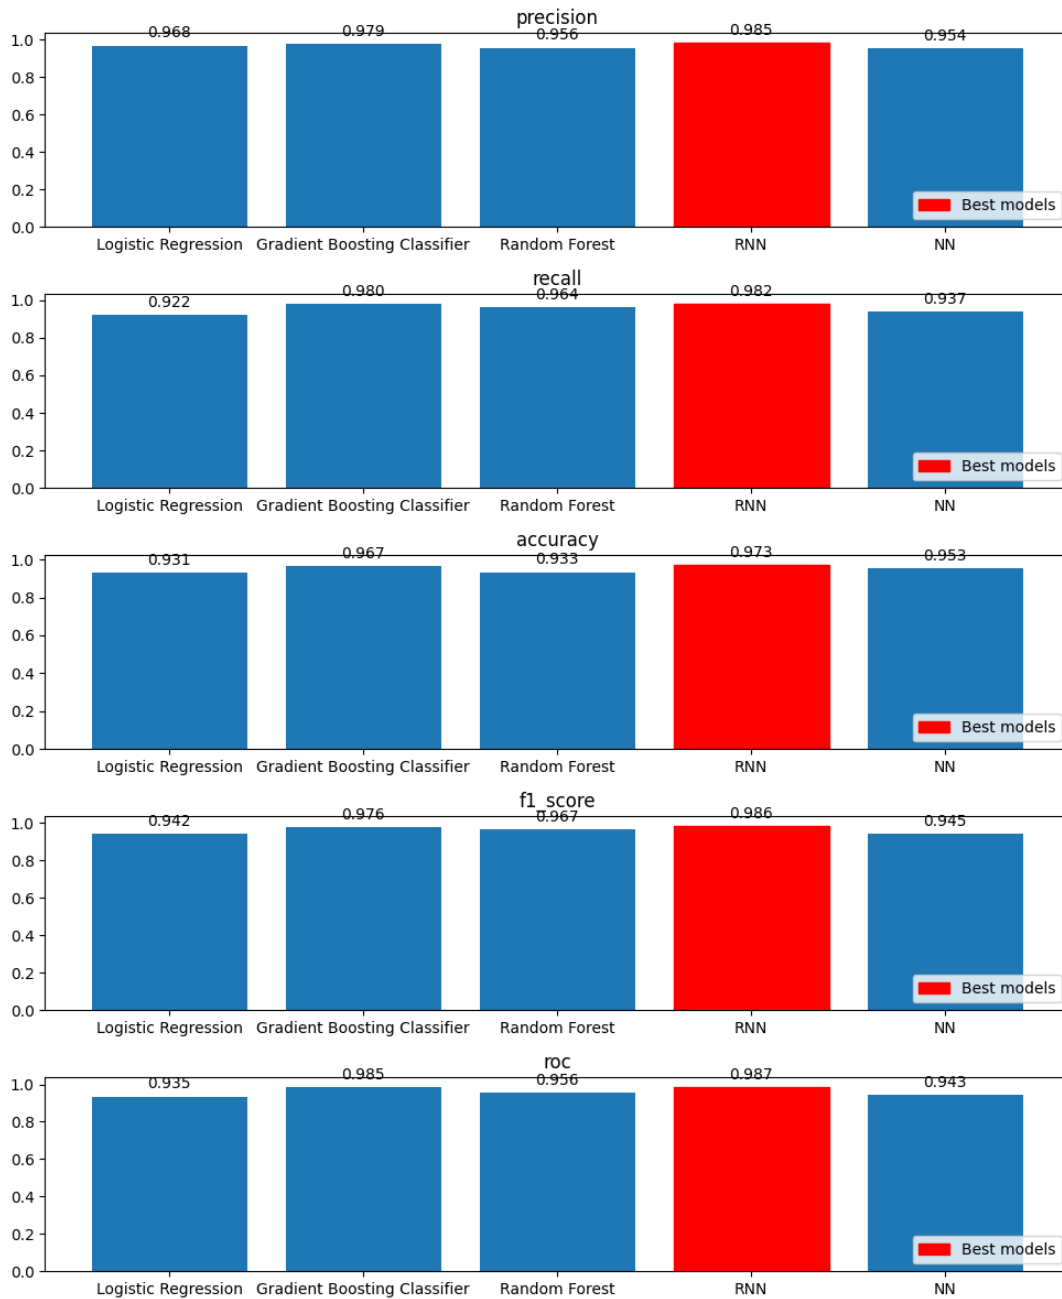 precision
0.968 0.979 0.956 0.985 0.954
1.0
0.8
0.6
0.4
0.2
0.0
Best models
Logistic Regression Gradient Boosting Classifier Random Forest RNN NN
recall
0.922 0.980 0.964 0.982 0.937
1.0
0.8
0.6
0.4
0.2
0.0
Best models
Logistic Regression Gradient Boosting Classifier Random Forest RNN NN
accuracy
0.931 0.967 0.933 0.973 0.953
1.0
0.8
0.6
0.4
0.2
0.0
Best models
Logistic Regression Gradient Boosting Classifier Random Forest RNN NN
f1_score
0.942 0.976 0.967 0.986 0.945
1.0
0.8
0.6
0.4
0.2
0.0
Best models
Logistic Regression Gradient Boosting Classifier Random Forest RNN NN
roc
0.935 0.985 0.956 0.987 0.943
1.0
0.8
0.6
0.4
0.2
0.0
Best models
Logistic Regression Gradient Boosting Classifier Random Forest RNN NN